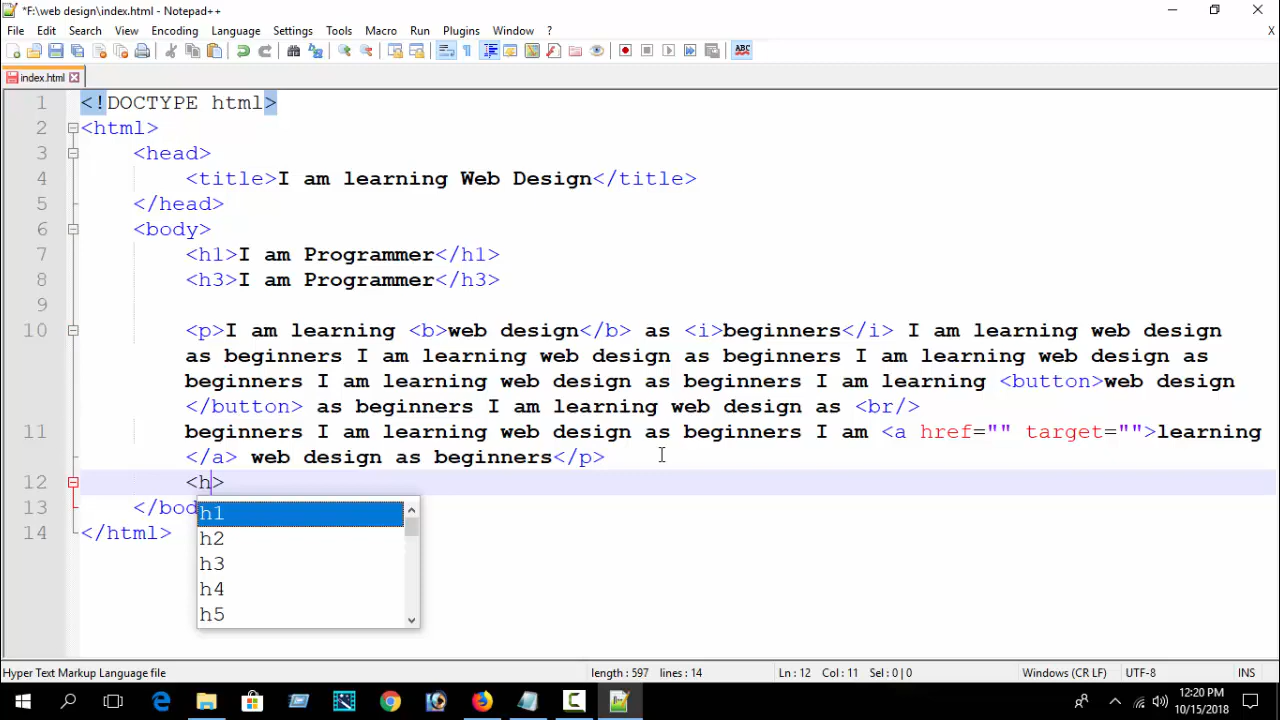 *F:\web design\index.html - Notepad++
File Edit Search View Encoding Language Settings Tools Macro Run Plugins Window ? X
ABC
index.html
1 <!DOCTYPE html>
2 <html>
3 <head>
4 <title>I am learning Web Design</title>
5 </head>
6 <body>
7 <h1>I am Programmer</h1>
8 <h3>I am Programmer</h3>
9
10 <p>I am learning <b>web design</b> as <i>beginners</i> I am learning web design
as beginners I am learning web design as beginners I am learning web design as
beginners I am learning web design as beginners I am learning <button>web design
</button> as beginners I am learning web design as <br/>
11 beginners I am learning web design as beginners I am <a href="" target="">learning
</a> web design as beginners</p>
12 <h>
13 </bod
14 </html>
h1
h2
h3
h4
h5
Hyper Text Markup Language file length : 597 lines : 14 Ln : 12 Col : 11 Sel : 0 | 0 Windows (CR LF) UTF-8 INS
12:20 PM
10/15/2018